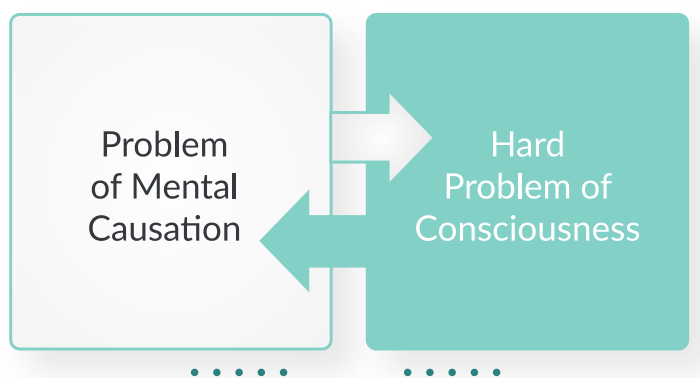 Problem
of Mental
Causation
Hard
Problem of
Consciousness